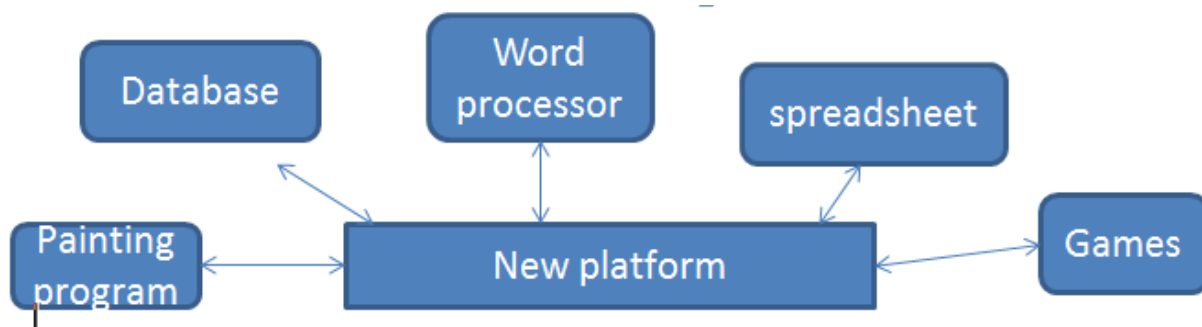 Word
processor
Database
spreadsheet
Painting
program
New platform
Games